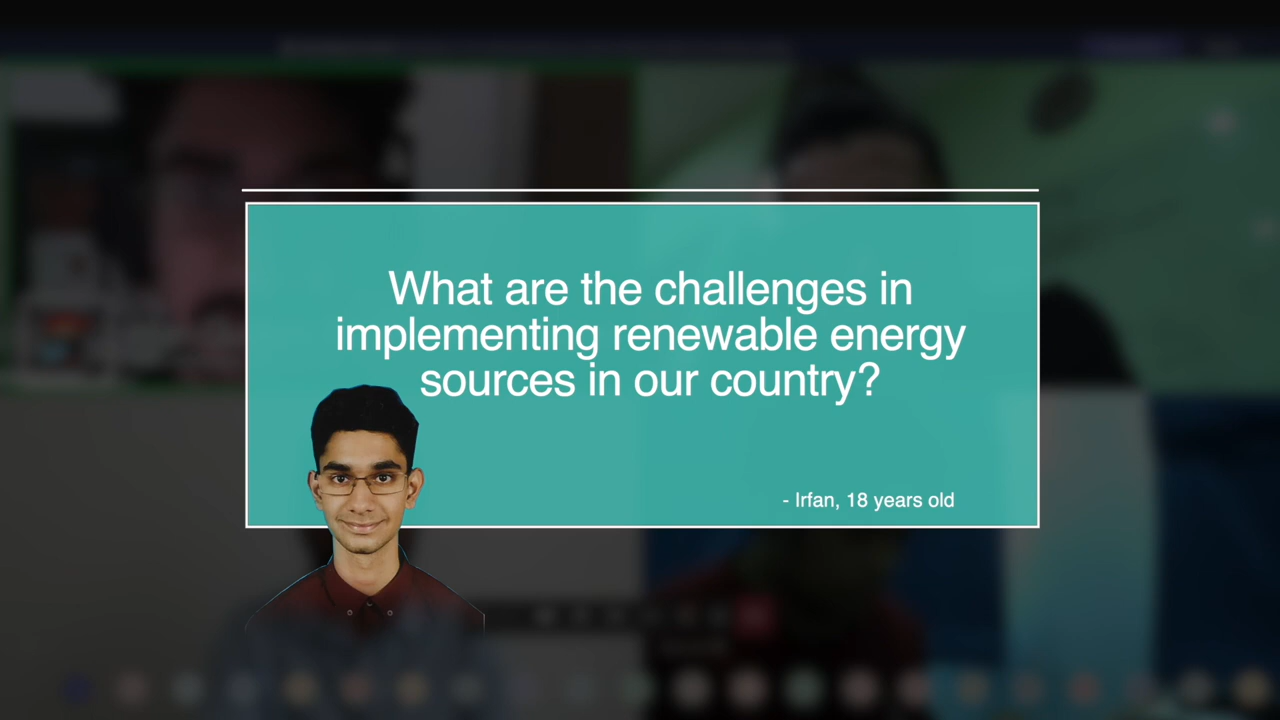 What are the challenges in
implementing renewable energy
sources in our country?
- Irfan, 18 years old